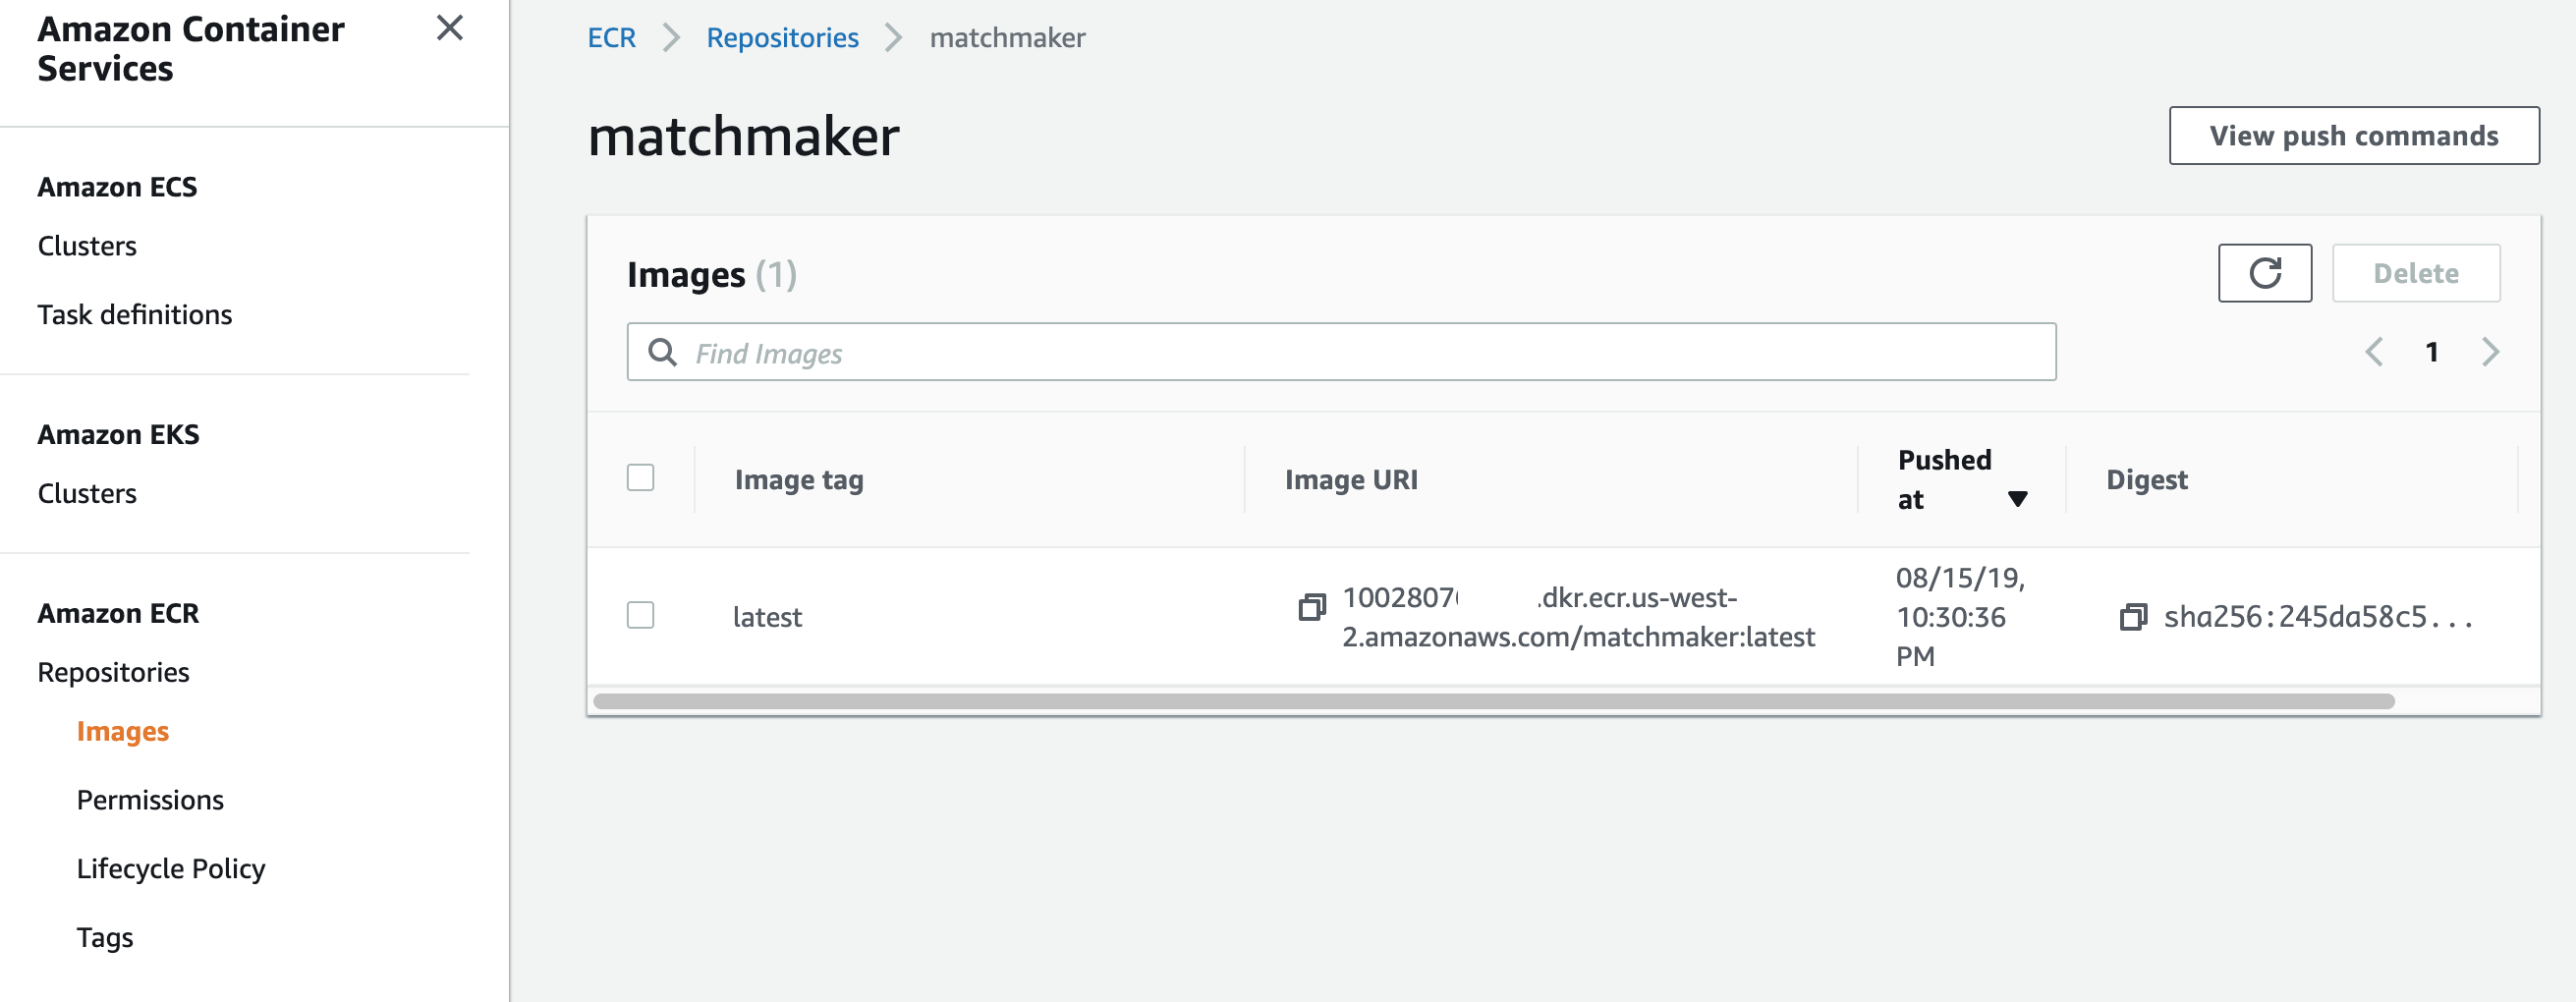 Amazon Container
Services
Amazon ECS
Clusters
Task definitions
Amazon EKS
Clusters
Amazon ECR
Repositories
Images
Permissions
Lifecycle Policy
Tags
ECR > Repositories > matchmaker
matchmaker
View push commands
Images (1)
Delete
Find Images
1
Image tag
Image URI
Pushed
at
Digest
latest
1002807 .dkr.ecr.us-west-
2.amazonaws.com/matchmaker:latest
08/15/19,
10:30:36
PM
sha256:245da58c5...